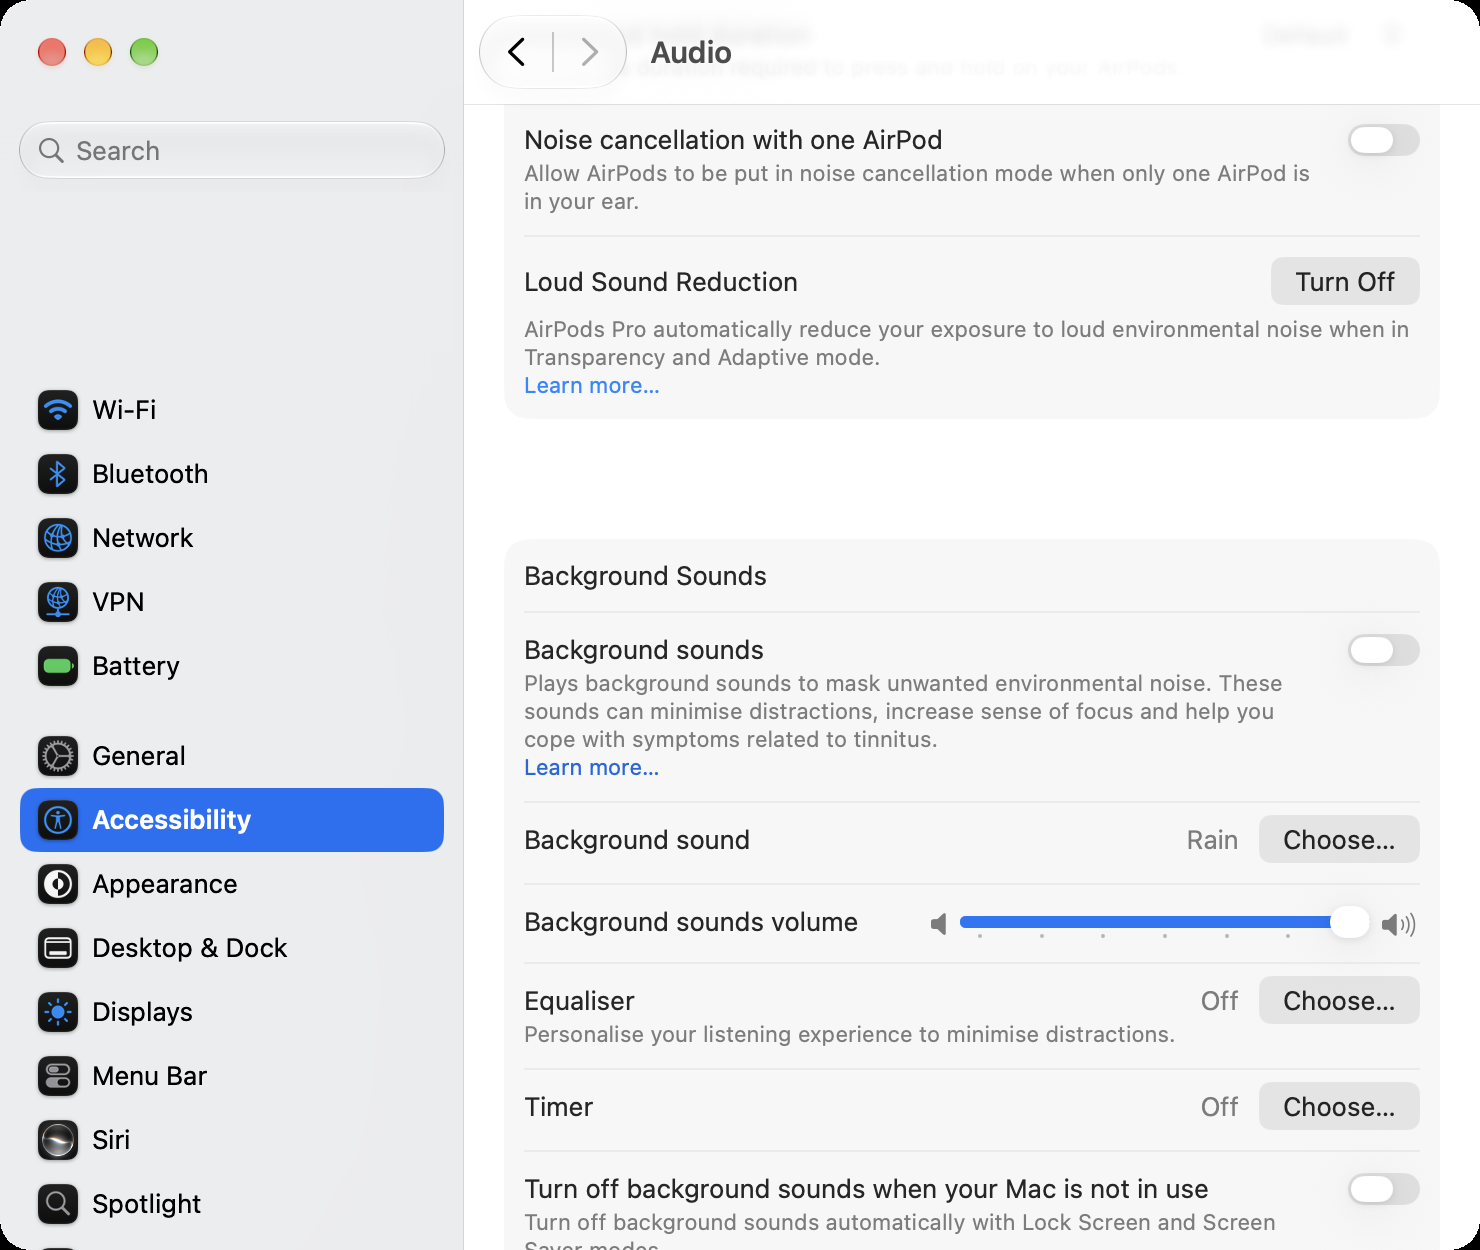 Audio
Search
Wi-Fi
Bluetooth
Network
VPN
Battery
General
Accessibility
Appearance
Desktop & Dock
Displays
Menu Bar
Siri
Spotlight
Noise cancellation with one AirPod
Allow AirPods to be put in noise cancellation mode when only one AirPod is
in your ear.
Loud Sound Reduction
Turn Off
AirPods Pro automatically reduce your exposure to loud environmental noise when in
Transparency and Adaptive mode.
Learn more...
Background Sounds
Background sounds
Plays background sounds to mask unwanted environmental noise. These
sounds can minimise distractions, increase sense of focus and help you
cope with symptoms related to tinnitus.
Learn more...
Background sound Rain Choose...
Background sounds volume
Equaliser Off Choose...
Personalise your listening experience to minimise distractions.
Timer Off Choose...
Turn off background sounds when your Mac is not in use
Turn off background sounds automatically with Lock Screen and Screen
Saver modes.